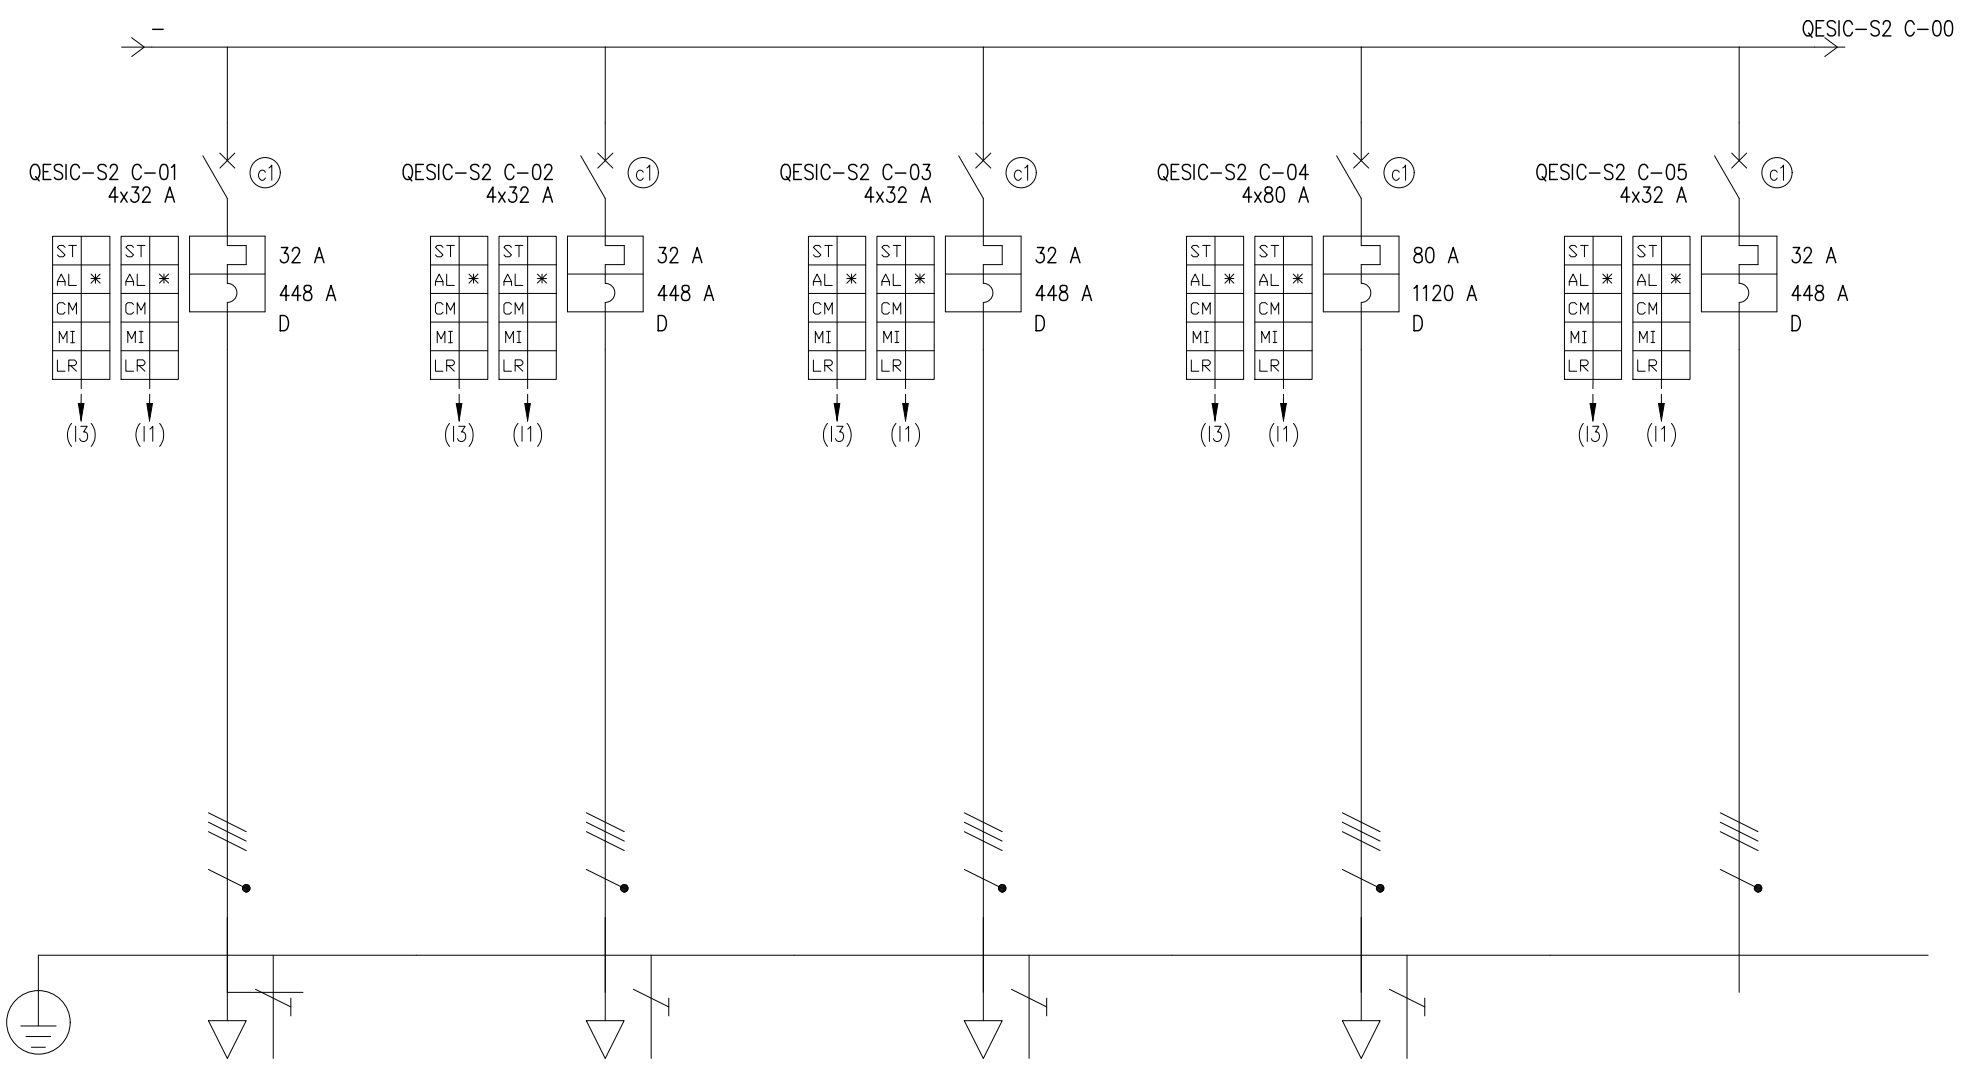 –
QESIC-S2 C-00
QESIC-S2 C-01
4x32 A
c1
ST
AL *
CM
MI
LR
(I3)
ST
AL *
CM
MI
LR
(I1)
32 A
448 A
D
QESIC-S2 C-02
4x32 A
c1
ST
AL *
CM
MI
LR
(I3)
ST
AL *
CM
MI
LR
(I1)
32 A
448 A
D
QESIC-S2 C-03
4x32 A
c1
ST
AL *
CM
MI
LR
(I3)
ST
AL *
CM
MI
LR
(I1)
32 A
448 A
D
QESIC-S2 C-04
4x80 A
c1
ST
AL *
CM
MI
LR
(I3)
ST
AL *
CM
MI
LR
(I1)
80 A
1120 A
D
QESIC-S2 C-05
4x32 A
c1
ST
AL *
CM
MI
LR
(I3)
ST
AL *
CM
MI
LR
(I1)
32 A
448 A
D